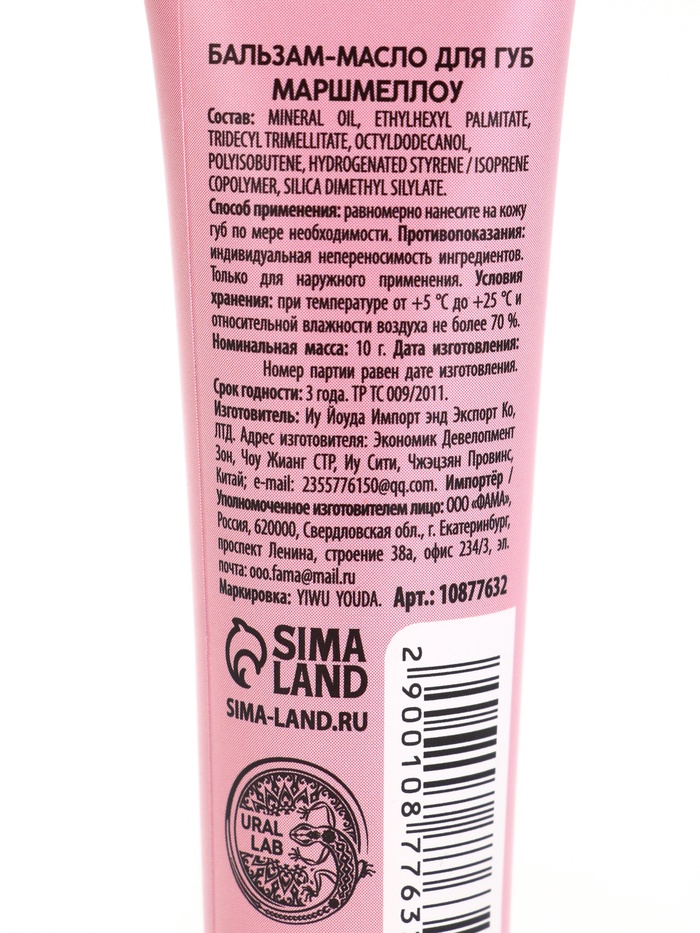 БАЛЬЗАМ-МАСЛО ДЛЯ ГУБ
МАРШМЕЛЛОУ
Состав: MINERAL OIL, ETHYLHEXYL PALMITATE,
TRIDECYL TRIMELLITATE, OCTYLDODECANOL,
POLYISOBUTENE, HYDROGENATED STYRENE / ISOPRENE
COPOLYMER, SILICA DIMETHYL SILYLATE.
Способ применения: равномерно нанесите на кожу
губ по мере необходимости. Противопоказания:
индивидуальная непереносимость ингредиентов.
Только для наружного применения. Условия
хранения: при температуре от +5 °С до +25 °С и
относительной влажности воздуха не более 70 %.
Номинальная масса: 10 г. Дата изготовления:
Номер партии равен дате изготовления.
Срок годности: 3 года. ТР ТС 009/2011.
Изготовитель: Иу Йоуда Импорт энд Экспорт Ко,
ЛТД. Адрес изготовителя: Экономик Девелопмент
Зон, Чоу Жианг СТР, Иу Сити, Чжэцзян Провинс,
Китай; e-mail: 2355776150@qq.com. Импортёр /
Уполномоченное изготовителем лицо: ООО «ФАМА»,
Россия, 620000, Свердловская обл., г. Екатеринбург,
проспект Ленина, строение 38а, офис 234/3, эл.
почта: ooo.fama@mail.ru
Маркировка: YIWU YOUDA. Арт.: 10877632
SIMA
LAND
SIMA-LAND.RU
URAL
LAB
2 900108 7763